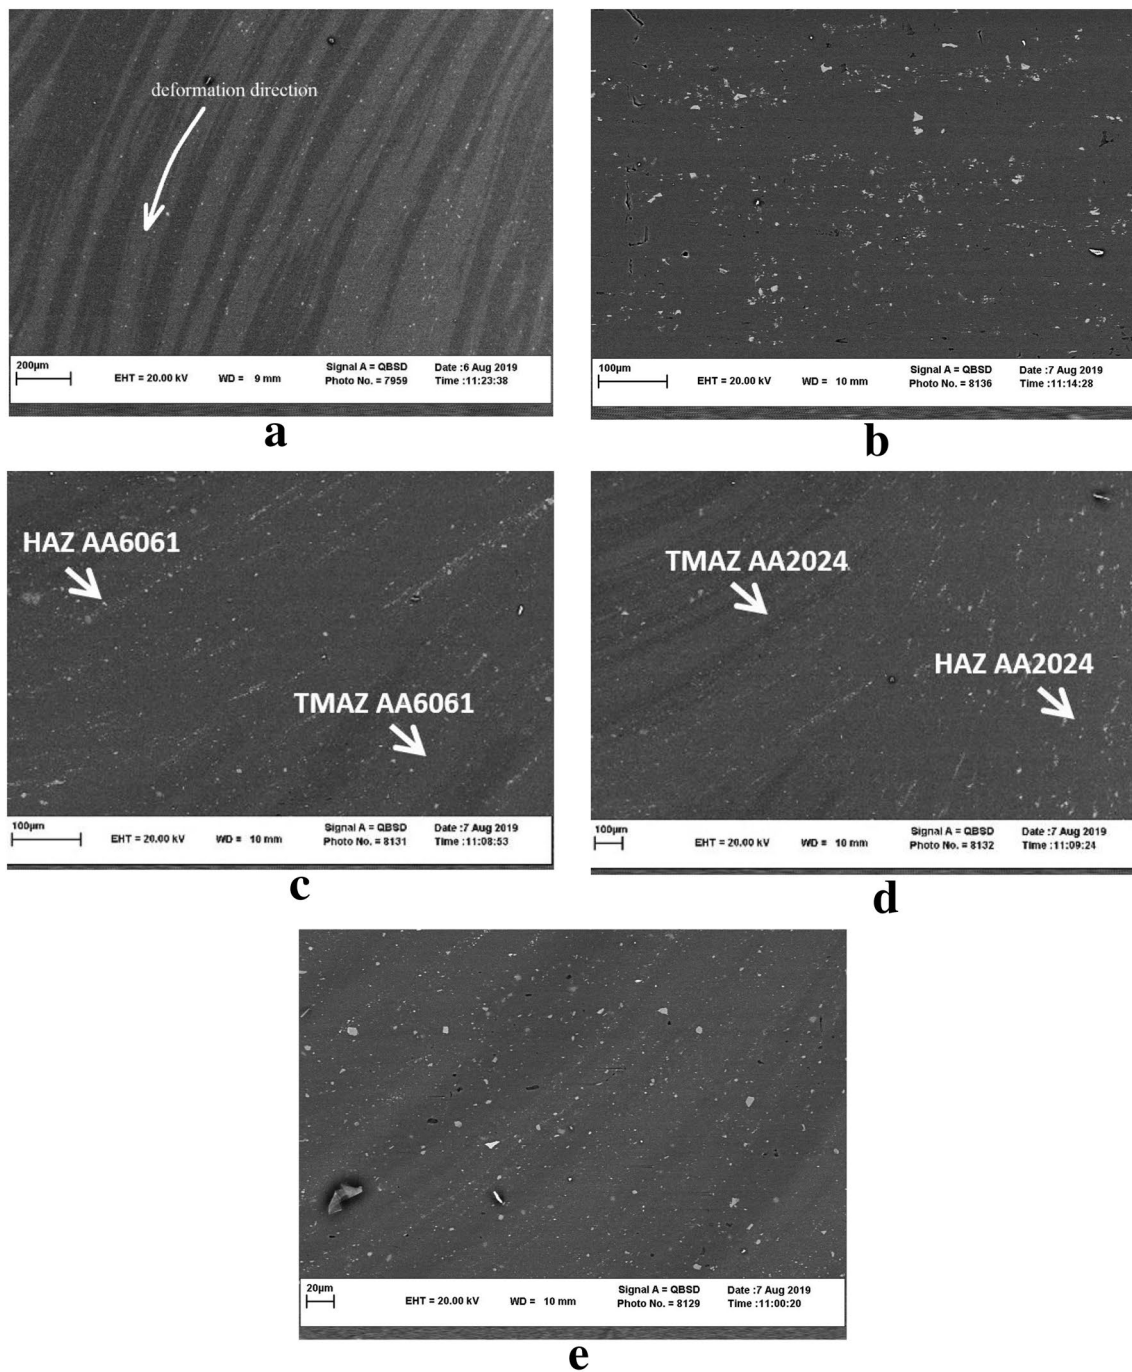 deformation direction
200µm
EHT = 20.00 kV
WD = 9 mm
Signal A = QBSD
Photo No. = 7959
Date :6 Aug 2019
Time :11:23:38
a
100µm
EHT = 20.00 kV
WD = 10 mm
Signal A = QBSD
Photo No. = 8136
Date :7 Aug 2019
Time :11:14:28
b
HAZ AA6061
TMAZ AA6061
100µm
EHT = 20.00 kV
WD = 10 mm
Signal A = QBSD
Photo No. = 8131
Date :7 Aug 2019
Time :11:08:53
c
TMAZ AA2024
HAZ AA2024
100µm
EHT = 20.00 kV
WD = 10 mm
Signal A = QBSD
Photo No. = 8132
Date :7 Aug 2019
Time :11:09:24
d
20µm
EHT = 20.00 kV
WD = 10 mm
Signal A = QBSD
Photo No. = 8129
Date :7 Aug 2019
Time :11:00:20
e